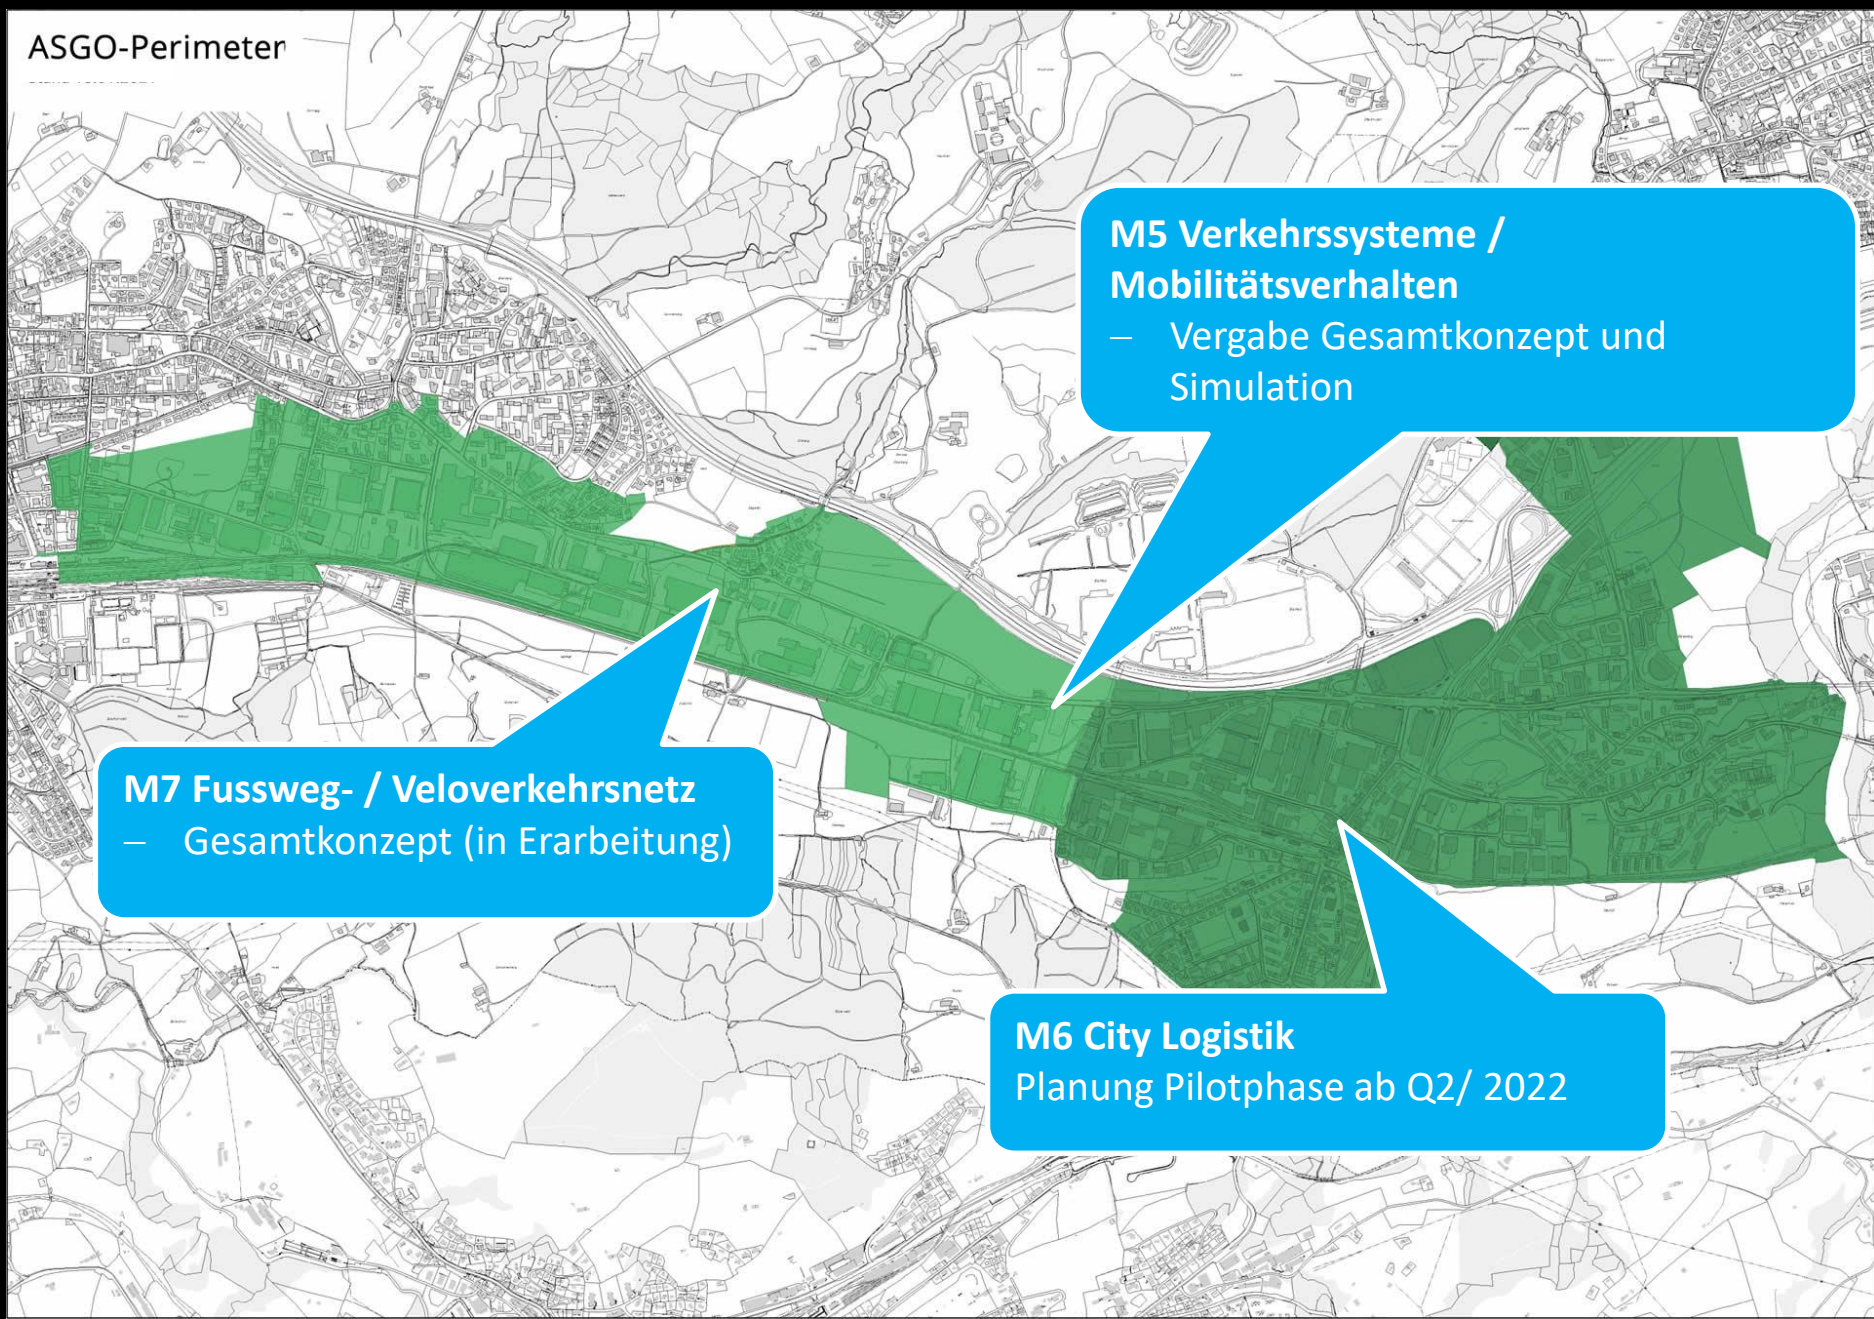 ASGO-Perimeter
M5 Verkehrssysteme /
Mobilitätsverhalten
– Vergabe Gesamtkonzept und
Simulation
M7 Fussweg- / Veloverkehrsnetz
– Gesamtkonzept (in Erarbeitung)
M6 City Logistik
Planung Pilotphase ab Q2/ 2022